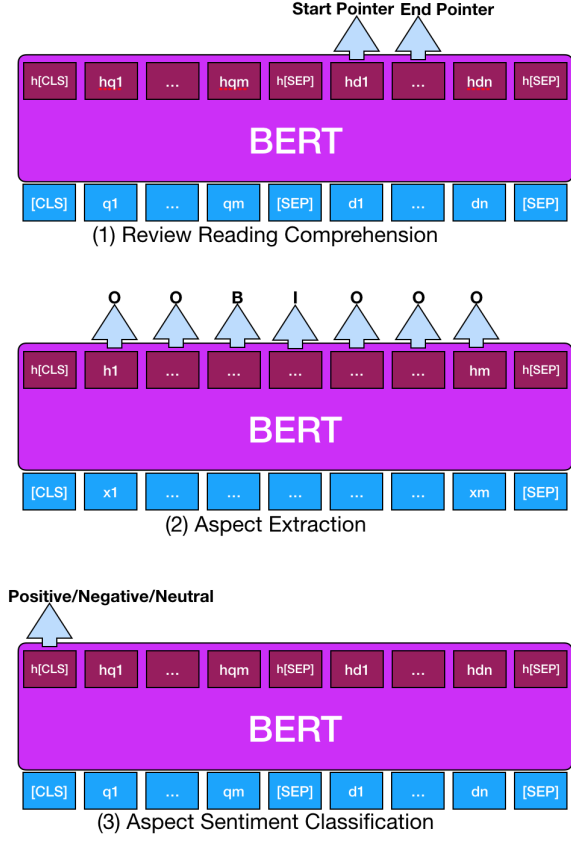 Start Pointer End Pointer
h[CLS] hq1 ... hqm h[SEP] hd1 ... hdn h[SEP]
BERT
[CLS] q1 ... qm [SEP] d1 ... dn [SEP]
(1) Review Reading Comprehension
O O B I O O O
h[CLS] h1 ... ... ... ... ... hm h[SEP]
BERT
[CLS] x1 ... ... ... ... ... xm [SEP]
(2) Aspect Extraction
Positive/Negative/Neutral
h[CLS] hq1 ... hqm h[SEP] hd1 ... hdn h[SEP]
BERT
[CLS] q1 ... qm [SEP] d1 ... dn [SEP]
(3) Aspect Sentiment Classification